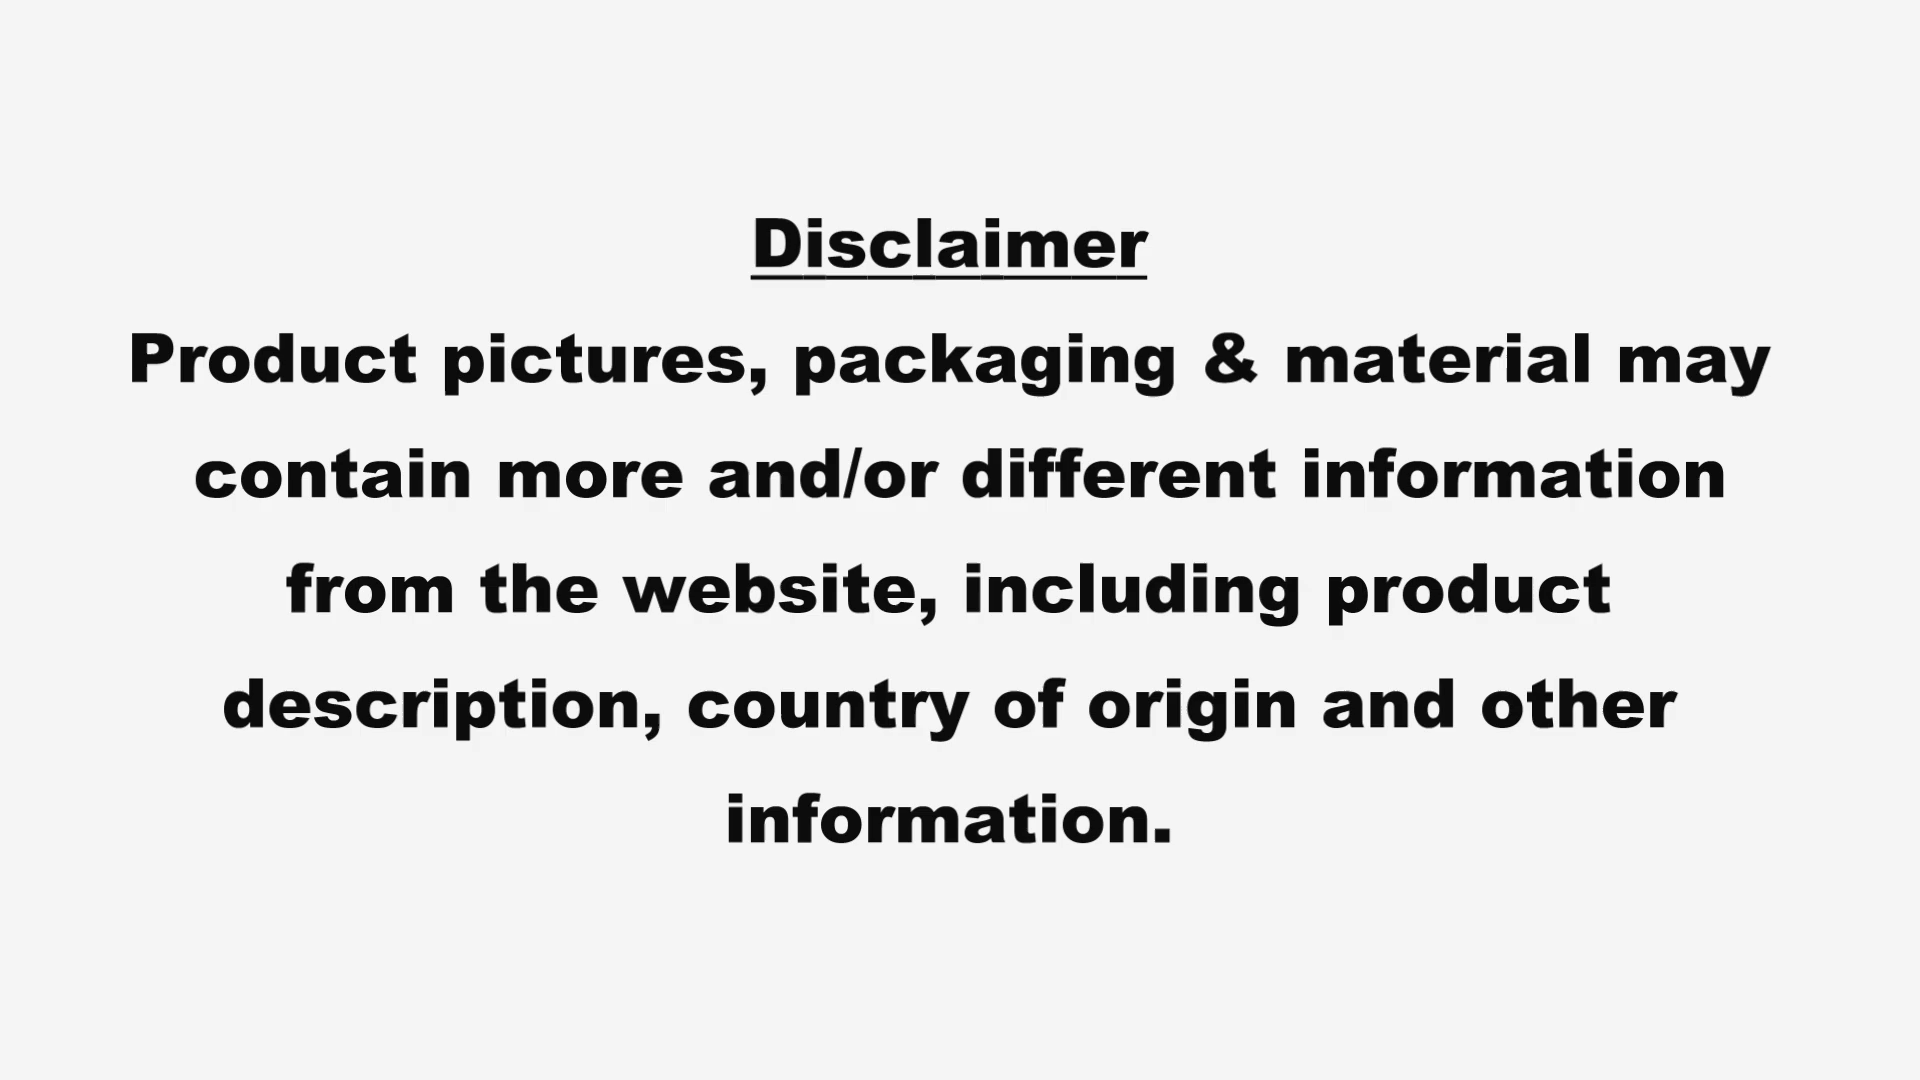 Disclaimer
Product pictures, packaging & material may
contain more and/or different information
from the website, including product
description, country of origin and other
information.